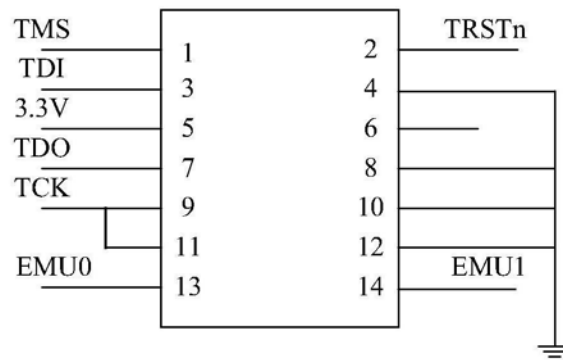 TMS 1 2 TRSTn
TDI 3 4
3.3V 5 6
TDO 7 8
TCK 9 10
11 12
EMU0 13 14 EMU1